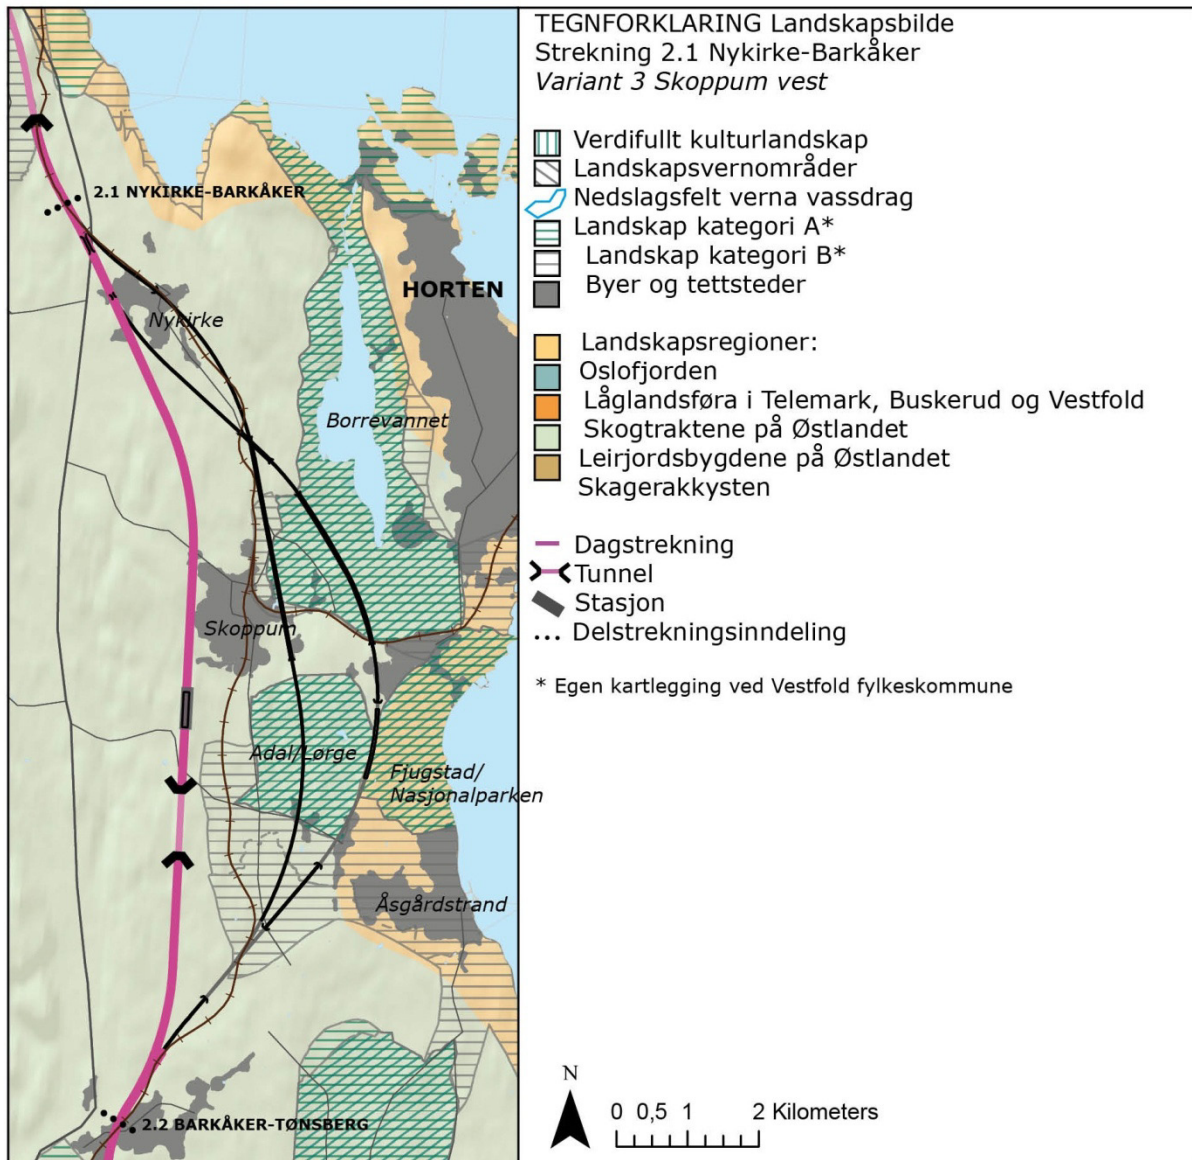 TEGNFORKLARING Landskapsbilde
Strekning 2.1 Nykirke-Barkåker
Variant 3 Skoppum vest
Verdifullt kulturlandskap
Landskapsvernområder
Nedslagsfelt verna vassdrag
Landskap kategori A*
Landskap kategori B*
Byer og tettsteder
Landskapsregioner:
Oslofjorden
Låglandsføra i Telemark, Buskerud og Vestfold
Skogtraktene på Østlandet
Leirjordsbygdene på Østlandet
Skagerakkysten
Dagstrekning
Tunnel
Stasjon
Delstrekningsinndeling
* Egen kartlegging ved Vestfold fylkeskommune
N
0 0,5 1 2 Kilometers
2.1 NYKIRKE-BARKÅKER
HORTEN
Nykirke
Borrevannet
Skoppum
Adal/Lørge
Fjugstad/
Nasjonalparken
Åsgårdstrand
2.2 BARKÅKER-TØNSBERG